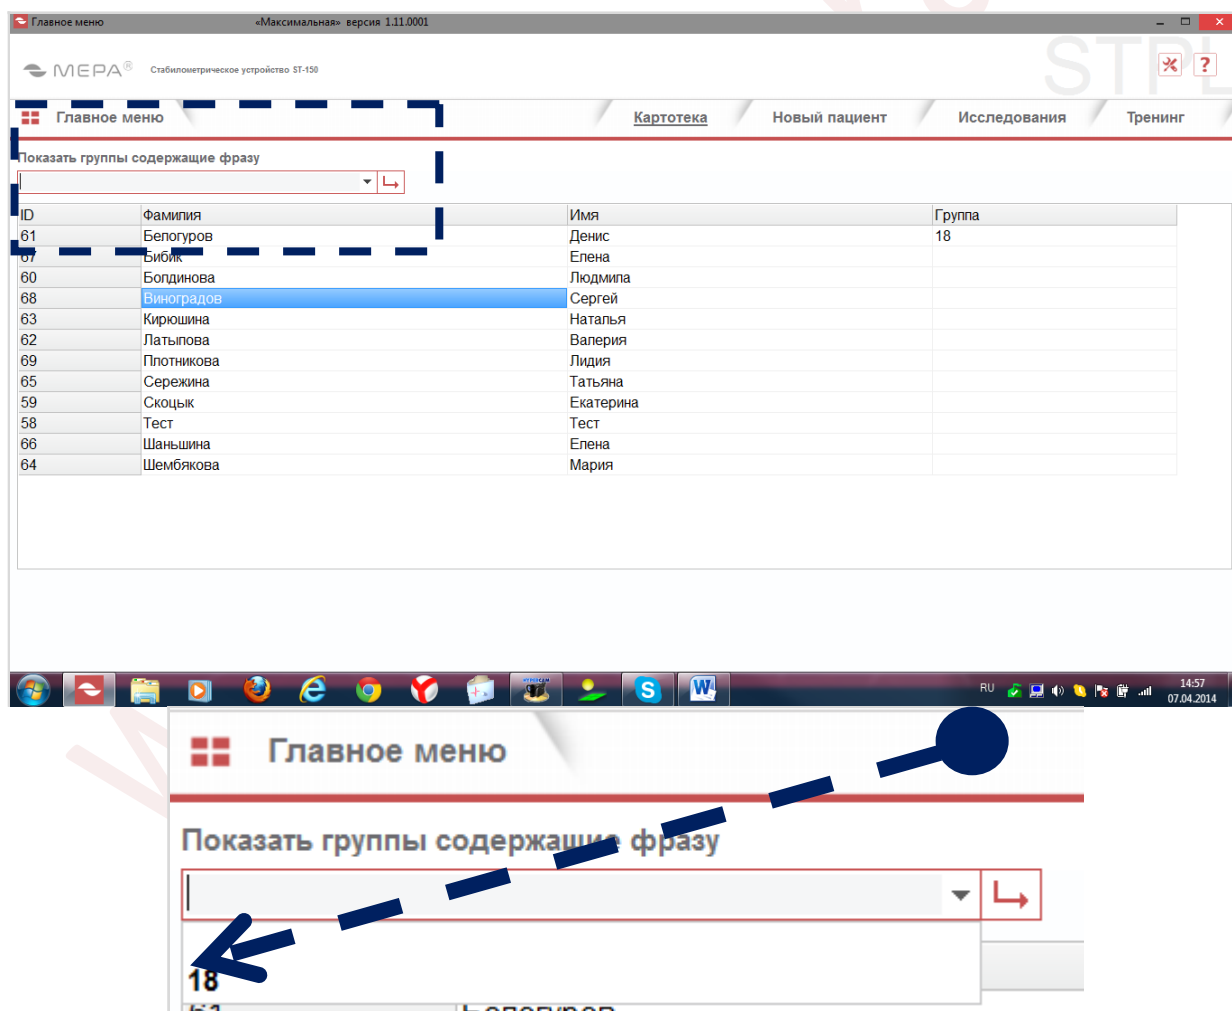 Главное меню «Максимальная» версия 1.11.0001
МЕРА® Стабилометрическое устройство ST-150
STPL
Главное меню Картотека Новый пациент Исследования Тренинг
Показать группы содержащие фразу
ID Фамилия Имя Группа
61 Белогуров Денис 18
67 Бибик Елена
60 Болдинова Людмила
68 Виноградов Сергей
63 Кирюшина Наталья
62 Латыпова Валерия
69 Плотникова Лидия
65 Сережина Татьяна
59 Скоцык Екатерина
58 Тест Тест
66 Шаньшина Елена
64 Шембякова Мария
RU 14:57
07.04.2014
Главное меню
Показать группы содержащие фразу
18
61 Белогуров